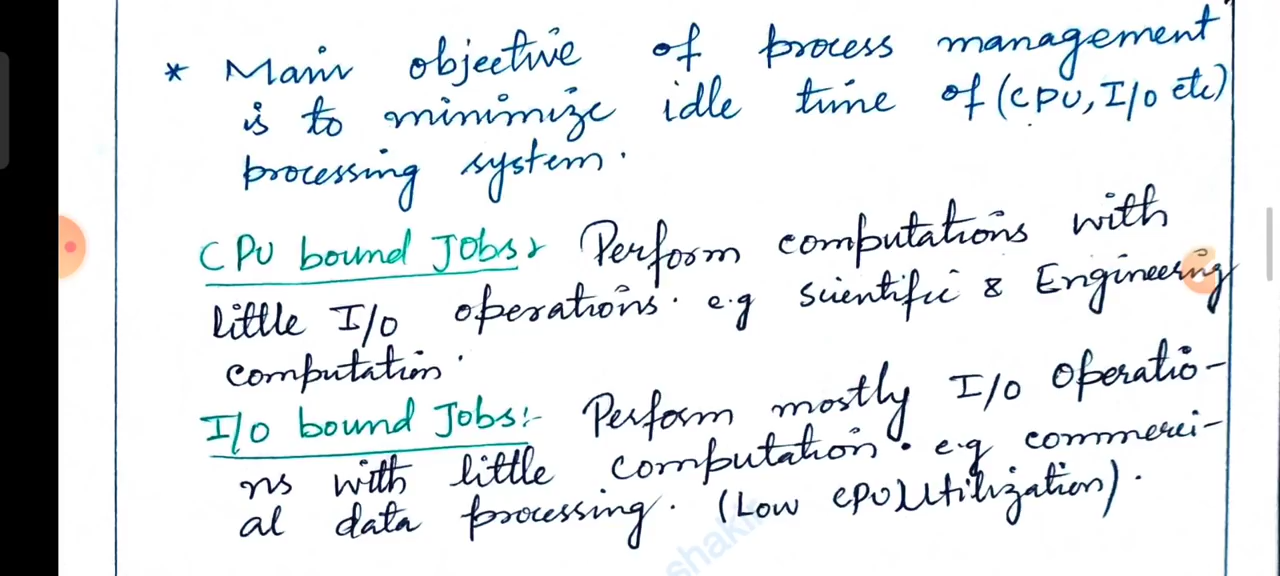 * Main objective of process management
is to minimize idle time of (CPU, I/O etc)
processing system.
CPU bound Jobs:- Perform computations with
little I/O operations. e.g scientific & Engineering
computation.
I/O bound Jobs:- Perform mostly I/O operatio-
ns with little computation. e.g commerci-
al data processing. (Low CPU Utilization).
shakir